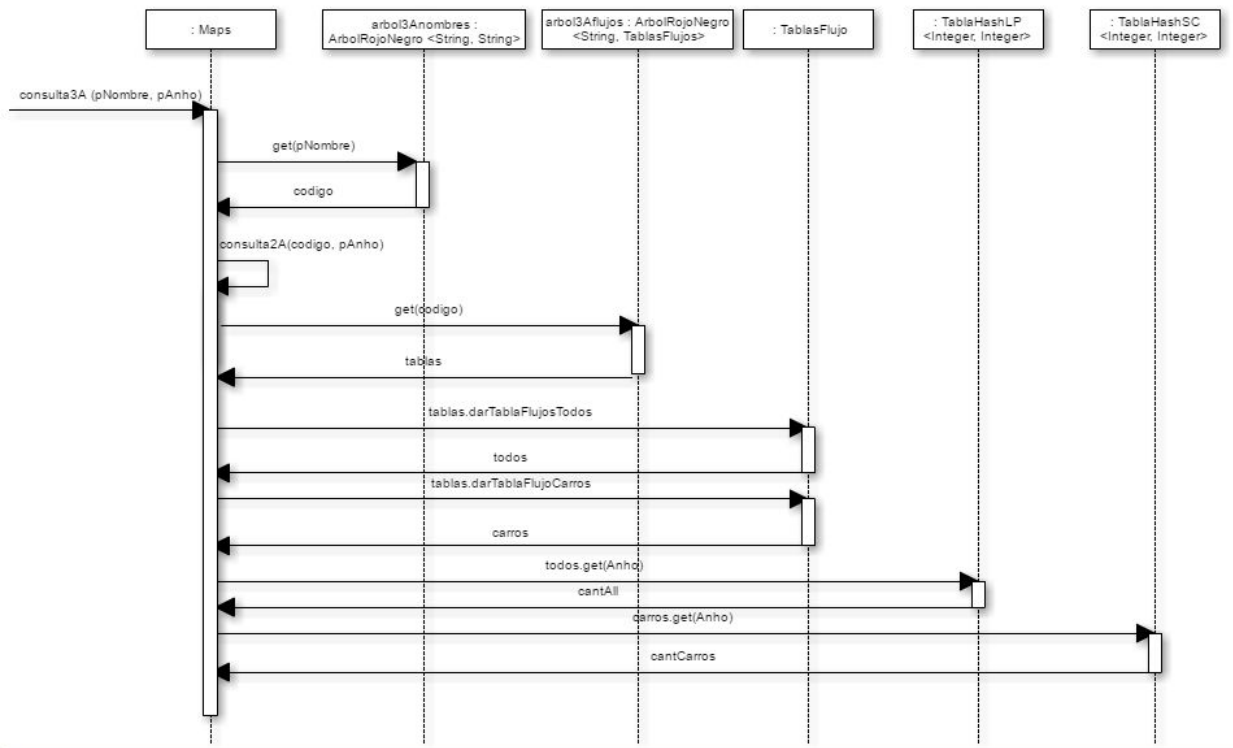 : Maps
arbol3Anombres :
ArbolRojoNegro <String, String>
arbol3Aflujos : ArbolRojoNegro
<String, TablasFlujos>
: TablasFlujo
: TablaHashLP
<Integer, Integer>
: TablaHashSC
<Integer, Integer>
consulta3A (pNombre, pAnho)
get(pNombre)
codigo
consulta2A(codigo, pAnho)
get(codigo)
tablas
tablas.darTablaFlujosTodos
todos
tablas.darTablaFlujoCarros
carros
todos.get(Anho)
cantAll
carros.get(Anho)
cantCarros